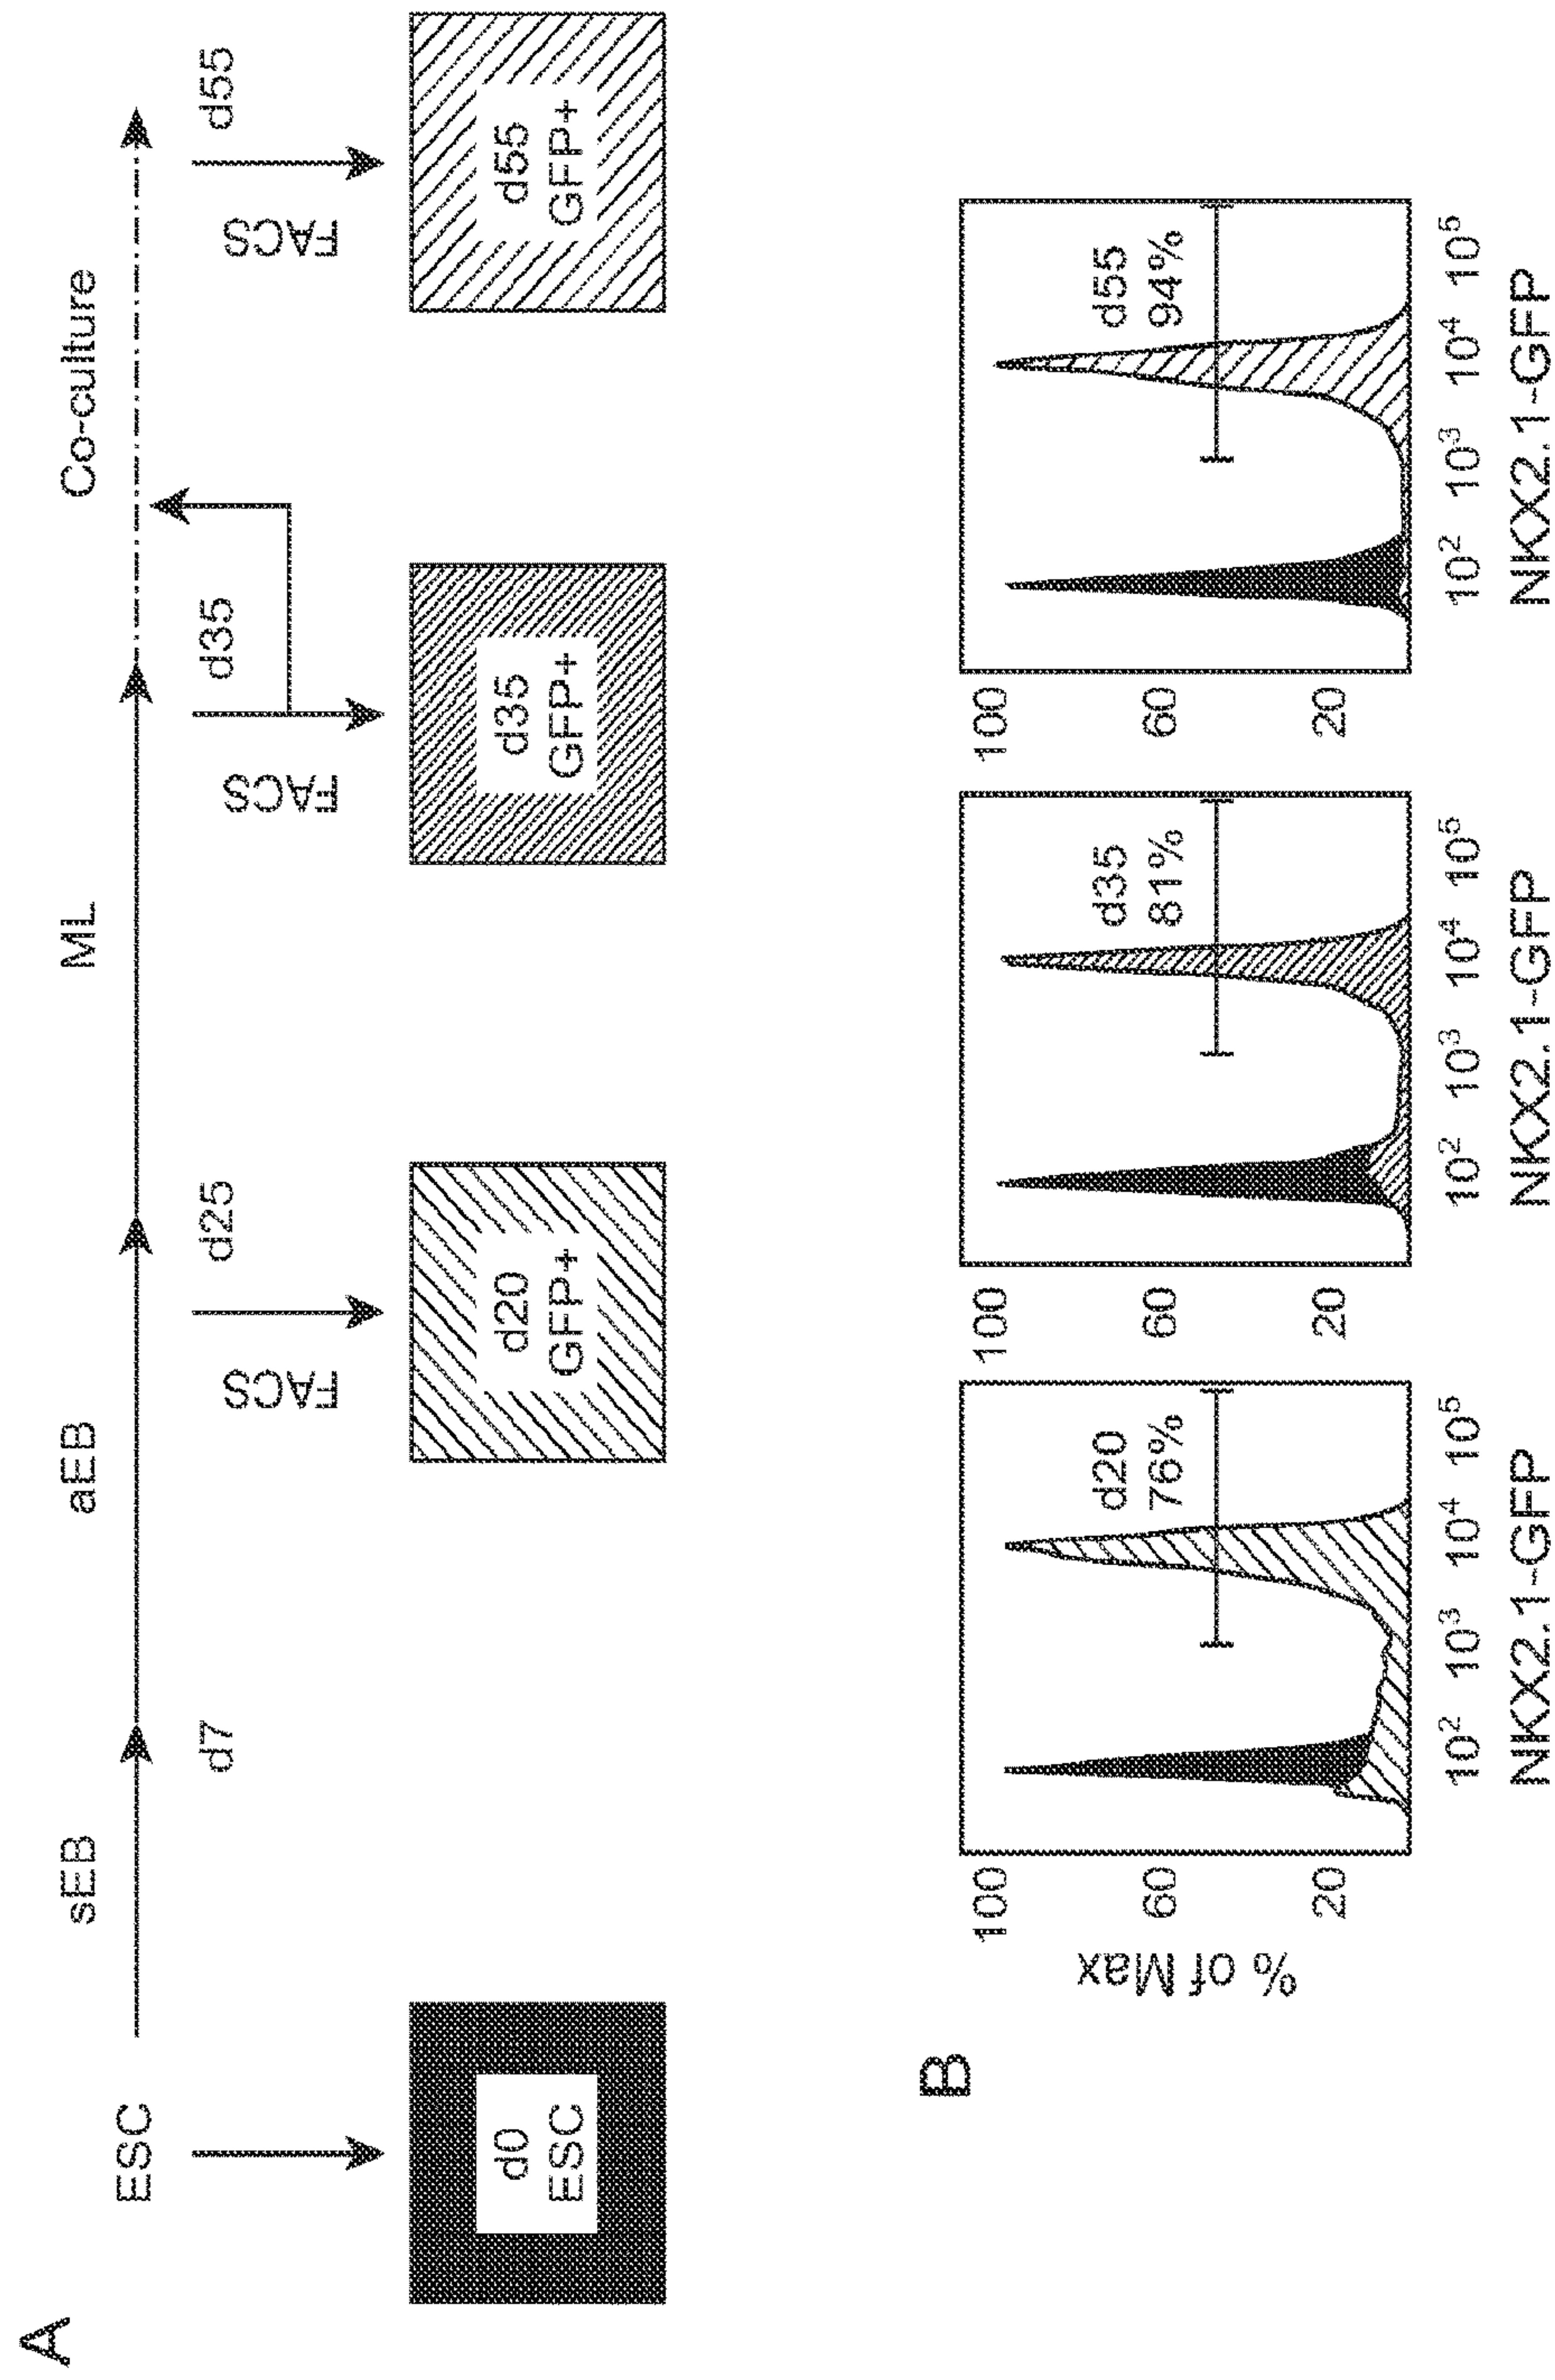 A
ESC
sEB
aEB
ML
Co-culture
d7
d25
d35
d55
FACS
FACS
FACS
d0
ESC
d20
GFP+
d35
GFP+
d55
GFP+
B
% of Max
100
60
20
d20
76%
10² 10³ 10⁴ 10⁵
NKX2.1-GFP
100
60
20
d35
81%
10² 10³ 10⁴ 10⁵
NKX2.1-GFP
100
60
20
d55
94%
10² 10³ 10⁴ 10⁵
NKX2.1-GFP